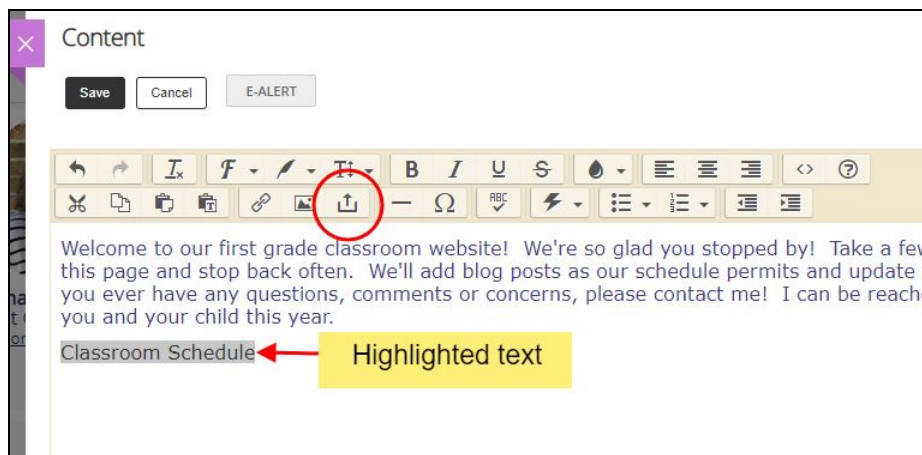 Content
Save Cancel E-ALERT
ABC
Welcome to our first grade classroom website! We're so glad you stopped by! Take a few
this page and stop back often. We'll add blog posts as our schedule permits and update
you ever have any questions, comments or concerns, please contact me! I can be reache
you and your child this year.
Classroom Schedule
Highlighted text